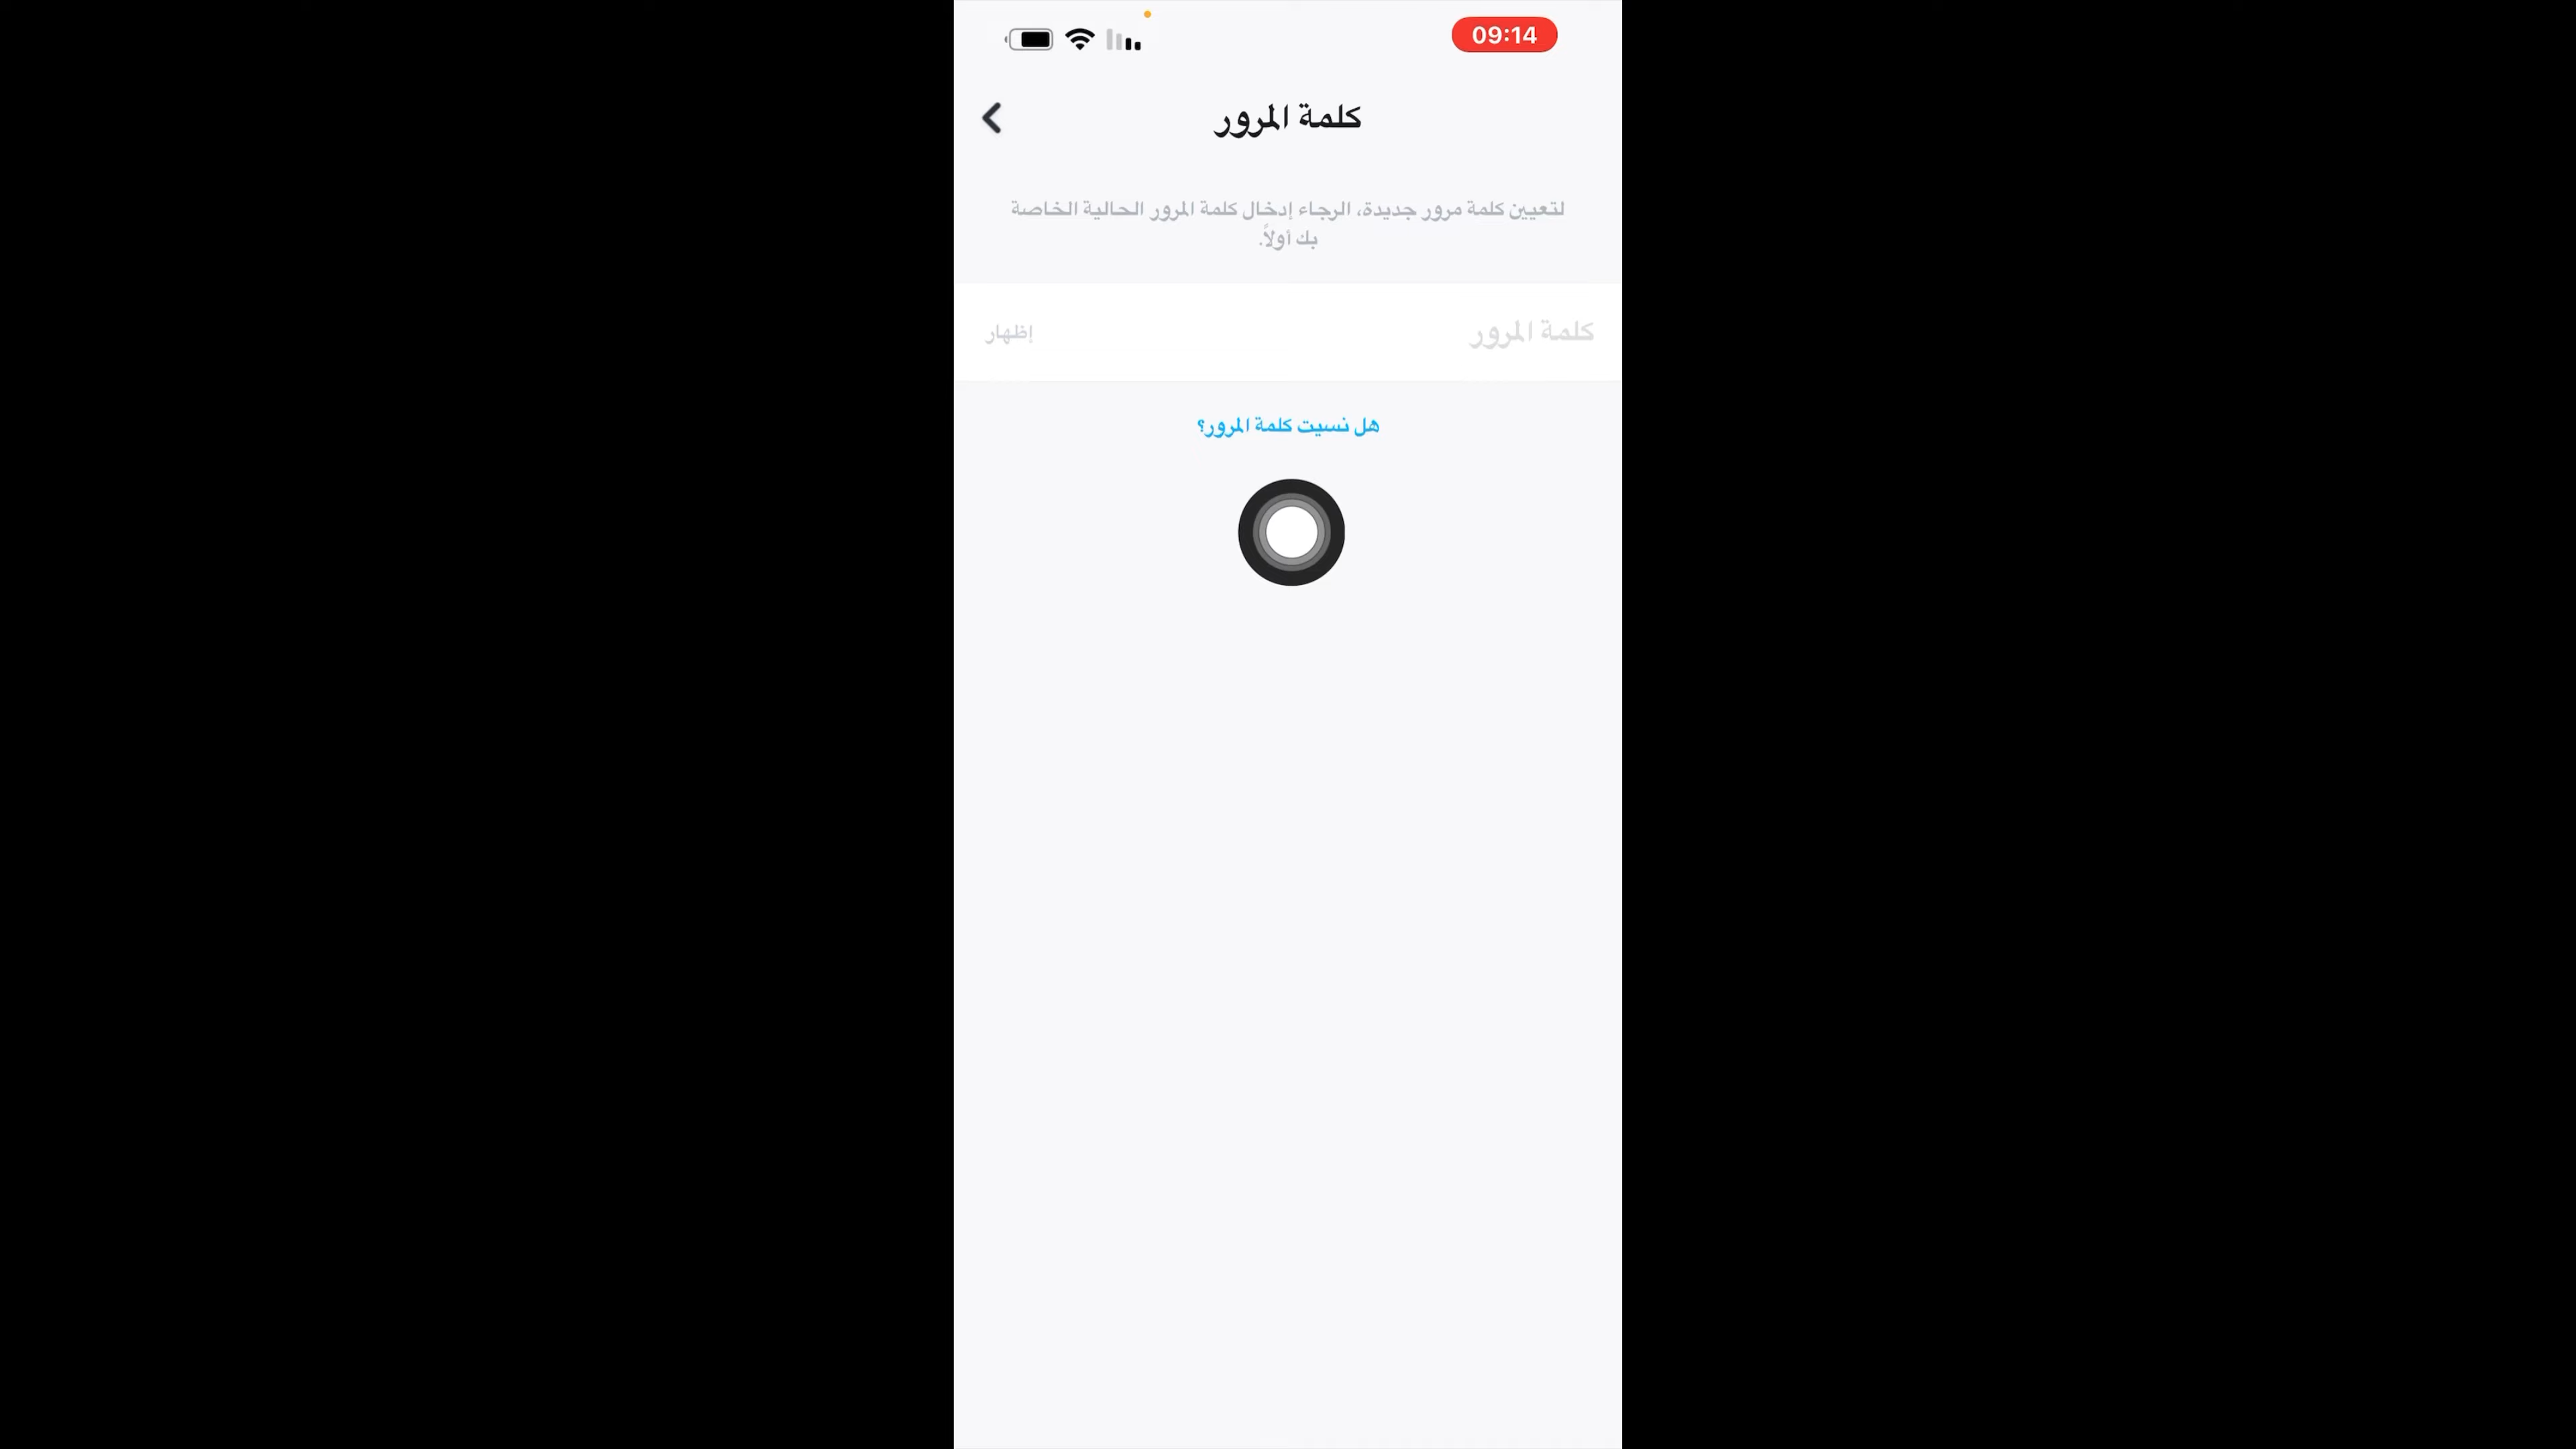 09:14
كلمة المرور
لتعيين كلمة مرور جديدة، الرجاء إدخال كلمة المرور الحالية الخاصة
بك أولاً.
كلمة المرور
إظهار
هل نسيت كلمة المرور؟